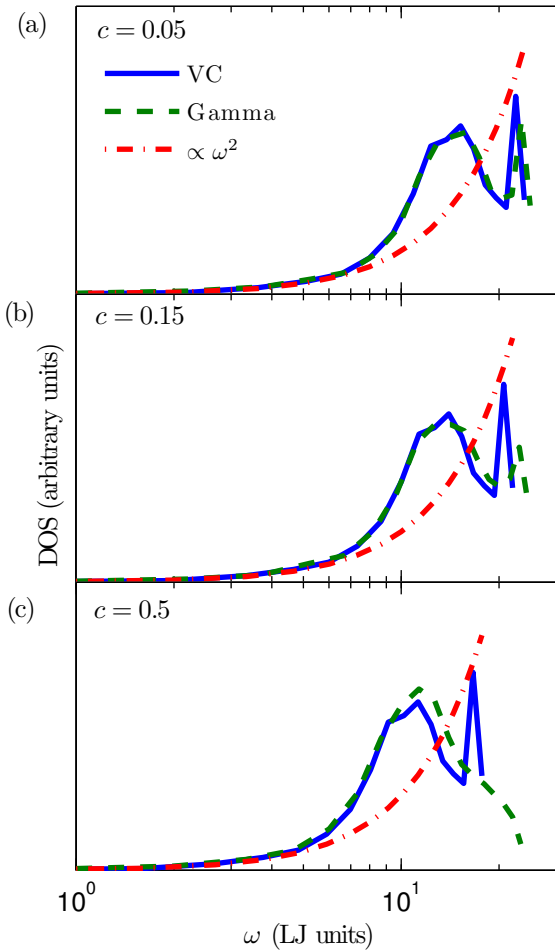 (a)
c = 0.05
VC
Gamma
∝ ω²
(b)
c = 0.15
DOS (arbitrary units)
(c)
c = 0.5
10⁰
10¹
ω (LJ units)